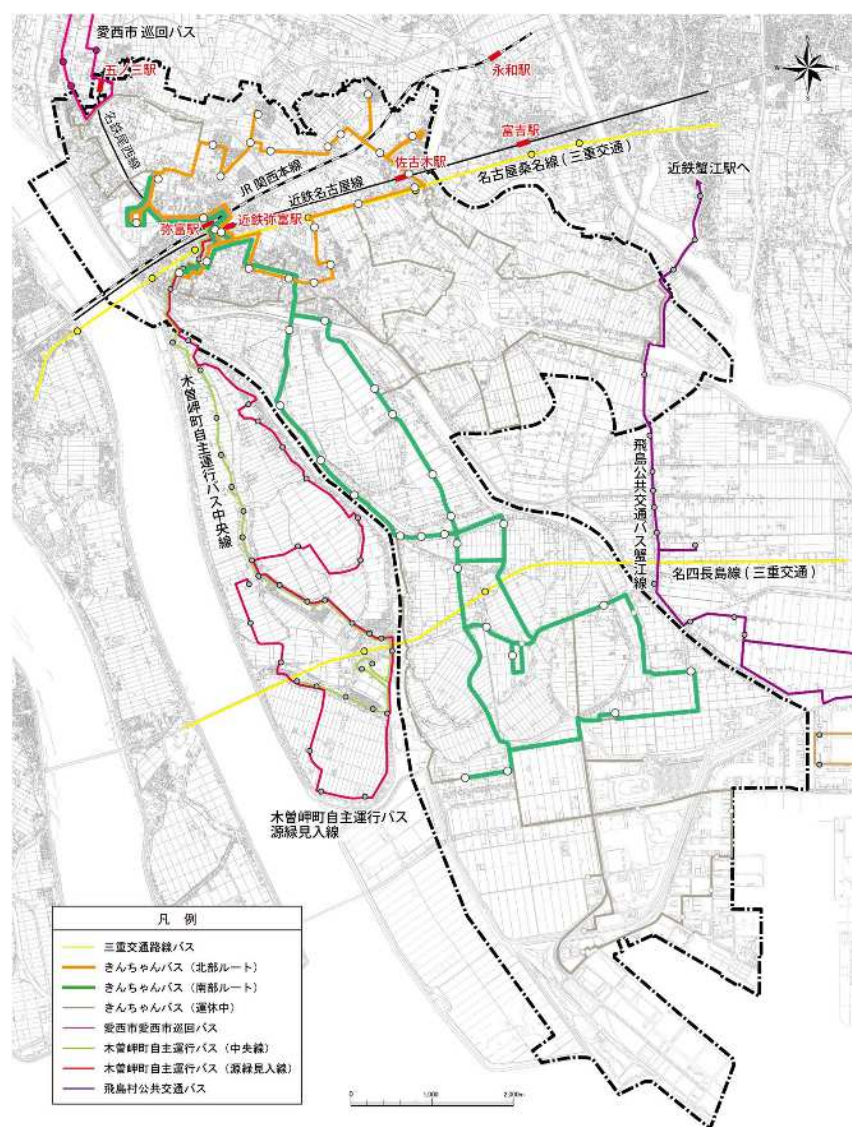 愛西市 巡回バス
五ノ三駅
永和駅
名鉄尾西線
富吉駅
JR 関西本線
佐古木駅
名古屋桑名線(三重交通)
近鉄名古屋線
近鉄蟹江駅へ
弥富駅
近鉄弥富駅
木曽岬町自主運行バス中央線
飛島公共交通バス蟹江線
名四長島線(三重交通)
木曽岬町自主運行バス
源緑見入線
凡 例
三重交通路線バス
きんちゃんバス(北部ルート)
きんちゃんバス(南部ルート)
きんちゃんバス(運休中)
愛西市愛西市巡回バス
木曽岬町自主運行バス(中央線)
木曽岬町自主運行バス(源緑見入線)
飛島村公共交通バス
0 1,000 2,000m